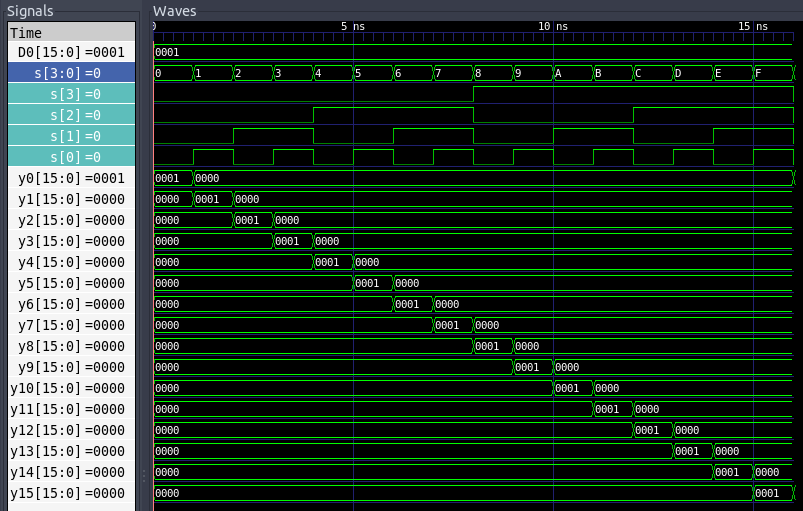 Signals
Waves
Time
0 5 ns 10 ns 15 ns
D0[15:0]=0001 0001
s[3:0]=0 0 1 2 3 4 5 6 7 8 9 A B C D E F
s[3]=0
s[2]=0
s[1]=0
s[0]=0
y0[15:0]=0001 0001 0000
y1[15:0]=0000 0000 0001 0000
y2[15:0]=0000 0000 0001 0000
y3[15:0]=0000 0000 0001 0000
y4[15:0]=0000 0000 0001 0000
y5[15:0]=0000 0000 0001 0000
y6[15:0]=0000 0000 0001 0000
y7[15:0]=0000 0000 0001 0000
y8[15:0]=0000 0000 0001 0000
y9[15:0]=0000 0000 0001 0000
y10[15:0]=0000 0000 0001 0000
y11[15:0]=0000 0000 0001 0000
y12[15:0]=0000 0000 0001 0000
y13[15:0]=0000 0000 0001 0000
y14[15:0]=0000 0000 0001 0000
y15[15:0]=0000 0000 0001